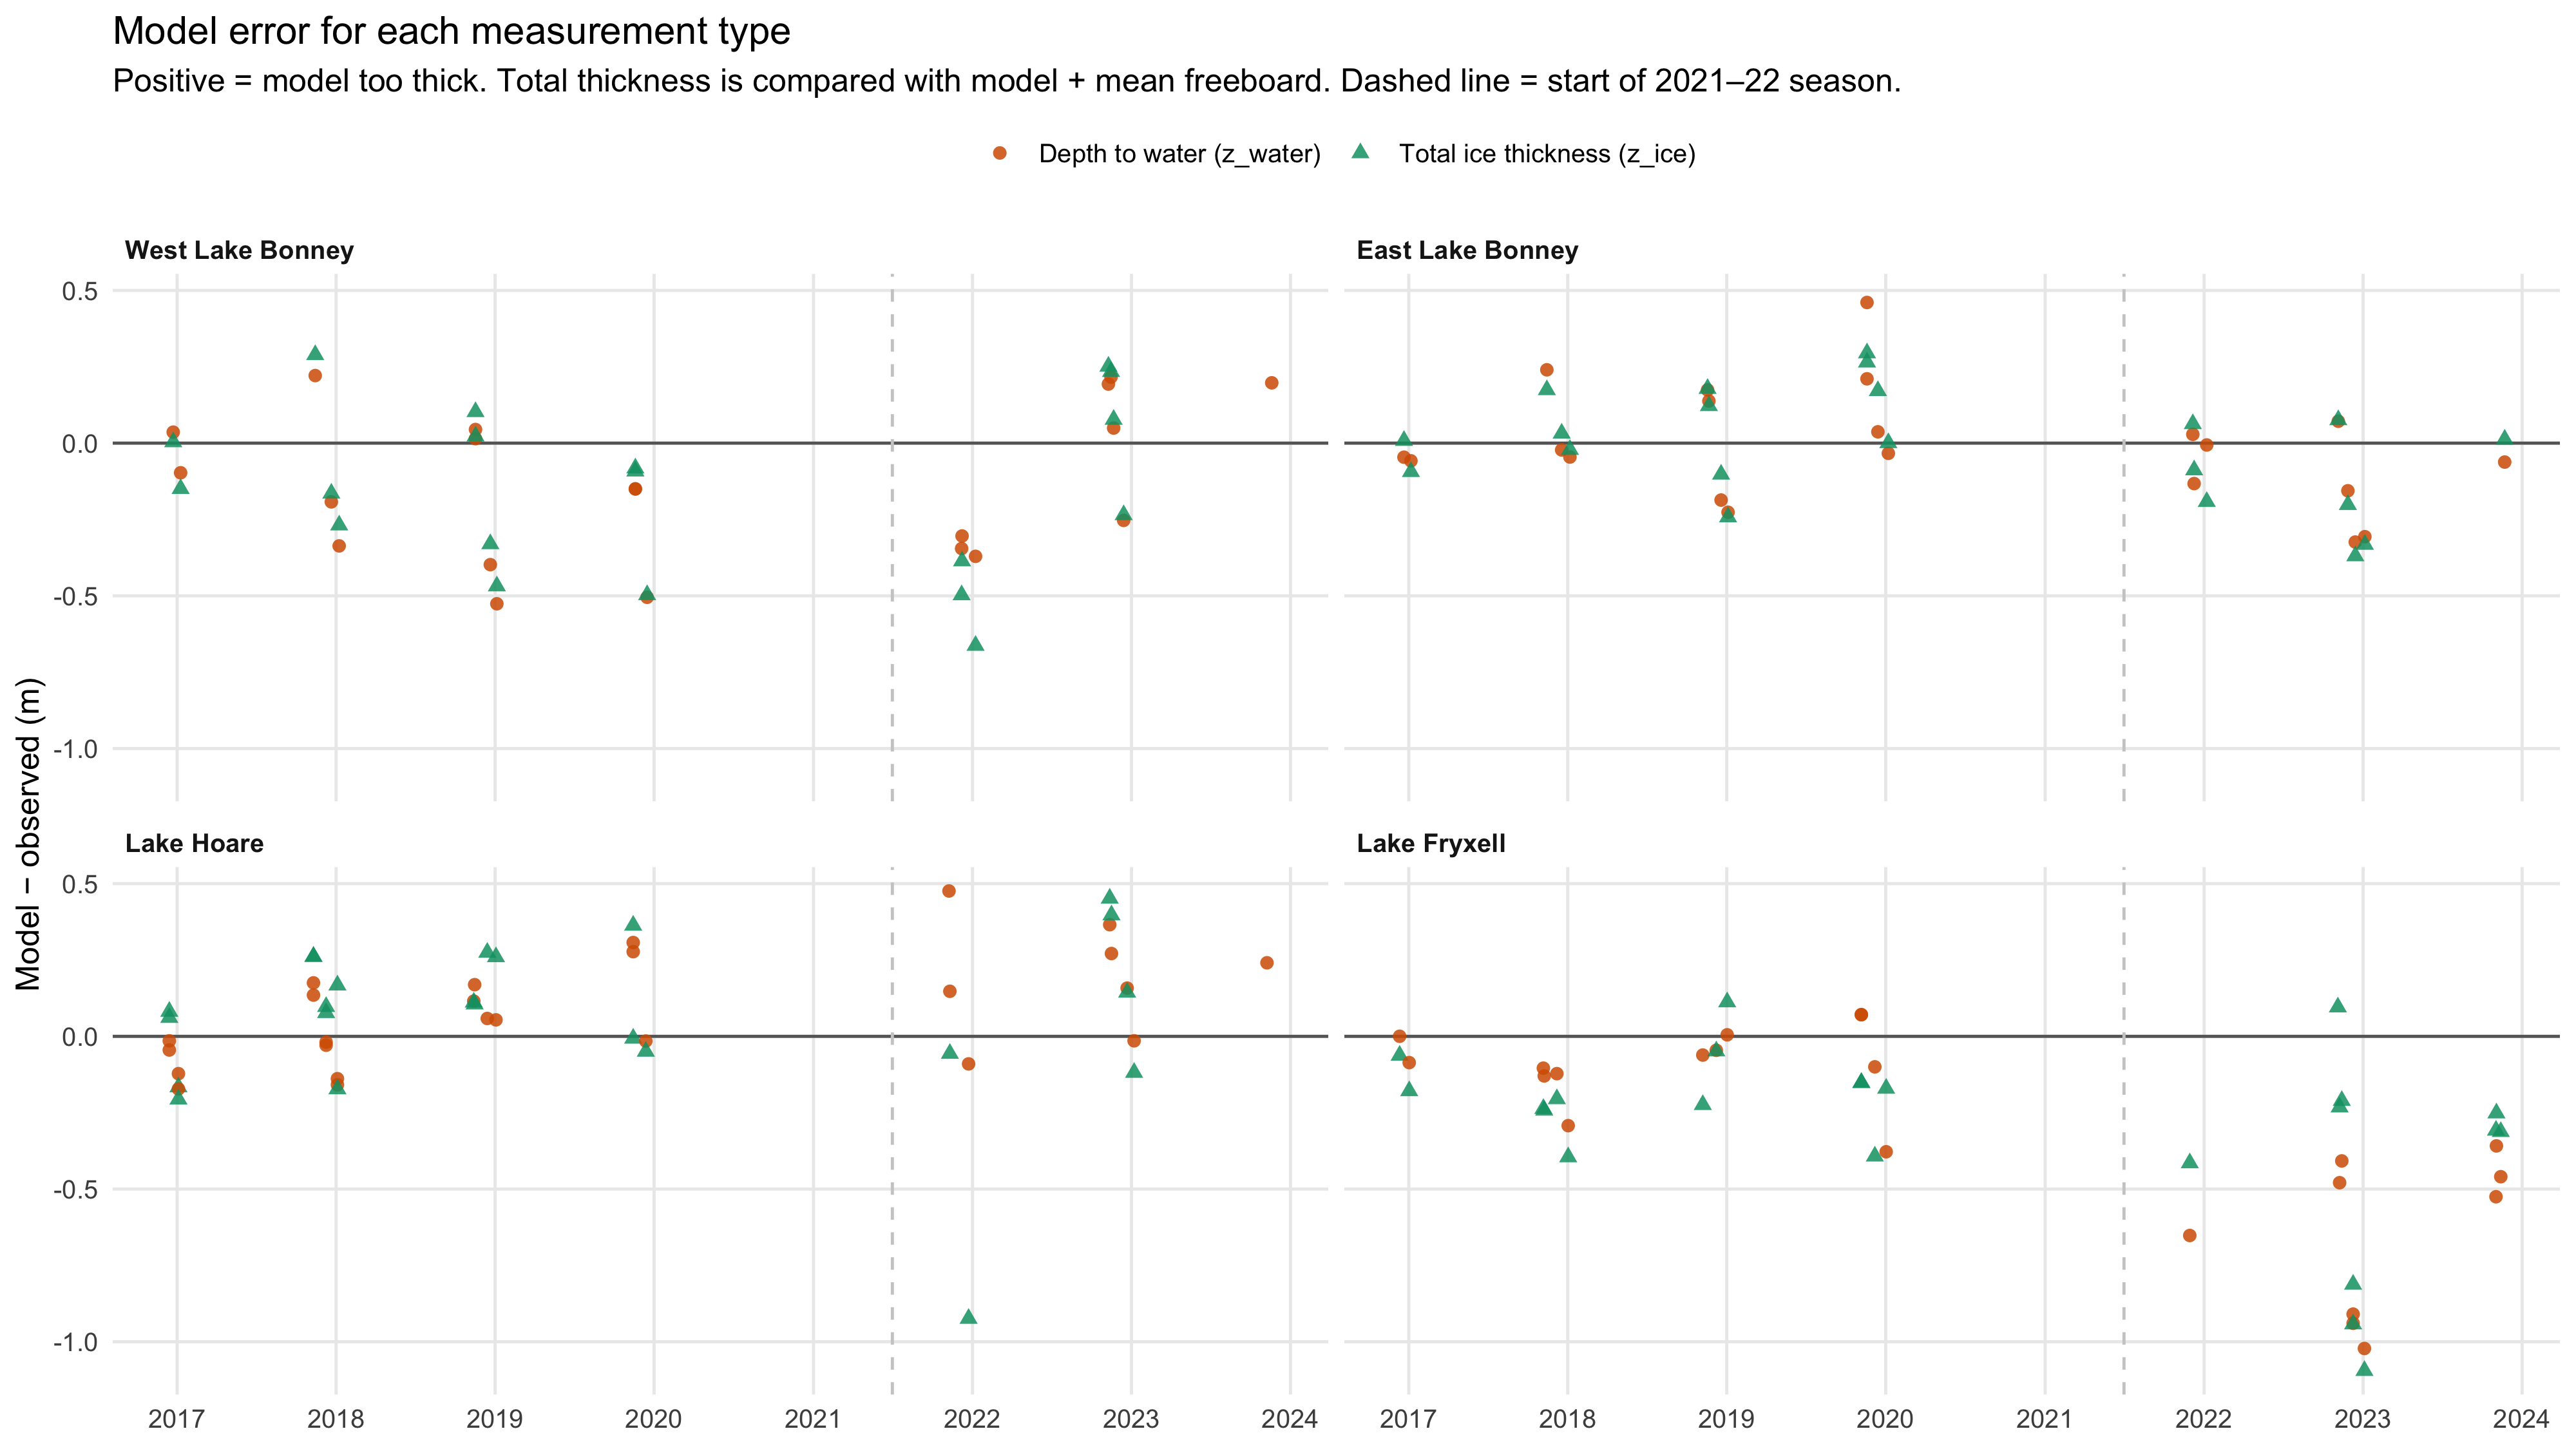 Model error for each measurement type
Positive = model too thick. Total thickness is compared with model + mean freeboard. Dashed line = start of 2021–22 season.
Depth to water (z_water) Total ice thickness (z_ice)
West Lake Bonney East Lake Bonney
0.5
0.0
-0.5
-1.0
Model − observed (m)
Lake Hoare Lake Fryxell
0.5
0.0
-0.5
-1.0
2017 2018 2019 2020 2021 2022 2023 2024 2017 2018 2019 2020 2021 2022 2023 2024